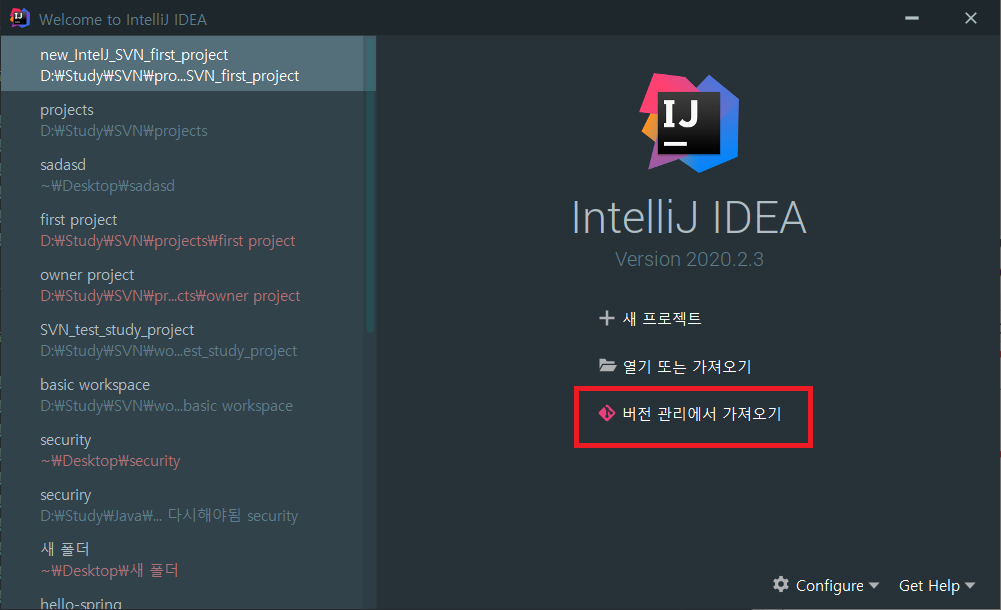 Welcome to IntelliJ IDEA
new_IntelJ_SVN_first_project
D:₩Study₩SVN₩pro...SVN_first_project
projects
D:₩Study₩SVN₩projects
sadasd
~₩Desktop₩sadasd
first project
D:₩Study₩SVN₩projects₩first project
owner project
D:₩Study₩SVN₩pr...cts₩owner project
SVN_test_study_project
D:₩Study₩SVN₩wo...est_study_project
basic workspace
D:₩Study₩SVN₩wo...basic workspace
security
~₩Desktop₩security
securiry
D:₩Study₩Java₩... 다시해야됨 security
새 폴더
~₩Desktop₩새 폴더
hello-spring
IJ
IntelliJ IDEA
Version 2020.2.3
새 프로젝트
열기 또는 가져오기
버전 관리에서 가져오기
Configure
Get Help